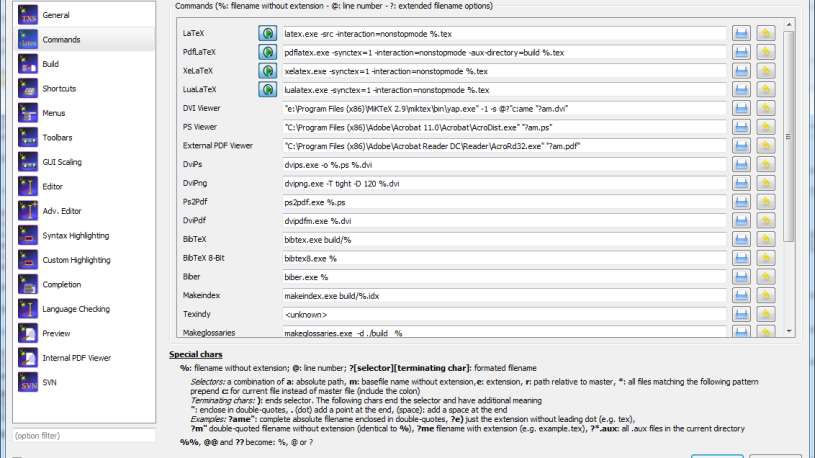 Commands (%: filename without extension - @: line number - ?: extended filename options)
General
Commands
Build
Shortcuts
Menus
Toolbars
GUI Scaling
Editor
Adv. Editor
Syntax Highlighting
Custom Highlighting
Completion
Language Checking
Preview
Internal PDF Viewer
SVN
(option filter)
LaTeX latex.exe -src -interaction=nonstopmode %.tex
PdfLaTeX pdflatex.exe -synctex=1 -interaction=nonstopmode -aux-directory=build %.tex
XeLaTeX xelatex.exe -synctex=1 -interaction=nonstopmode %.tex
LuaLaTeX lualatex.exe -synctex=1 -interaction=nonstopmode %.tex
DVI Viewer "e:\Program Files (x86)\MiKTeX 2.9\miktex\bin\yap.exe" -1 -s @?"c:ame "?am.dvi"
PS Viewer "C:\Program Files (x86)\Adobe\Acrobat 11.0\Acrobat\AcroDist.exe" "?am.ps"
External PDF Viewer "C:\Program Files (x86)\Adobe\Acrobat Reader DC\Reader\AcroRd32.exe" "?am.pdf"
DviPs dvips.exe -o %.ps %.dvi
DviPng dvipng.exe -T tight -D 120 %.dvi
Ps2Pdf ps2pdf.exe %.ps
DviPdf dvipdfm.exe %.dvi
BibTeX bibtex.exe build/%
BibTeX 8-Bit bibtex8.exe %
Biber biber.exe %
Makeindex makeindex.exe build/%.idx
Texindy <unknown>
Makeglossaries makeglossaries.exe -d ./build %
Special chars
%: filename without extension; @: line number; ?[selector][terminating char]: formated filename
Selectors: a combination of a: absolute path, m: basefile name without extension,e: extension, r: path relative to master, *: all files matching the following pattern
prepend c: for current file instead of master file (include the colon)
Terminating chars: ): ends selector. The following chars end the selector and have additional meaning
": enclose in double-quotes, . (dot) add a point at the end, (space): add a space at the end
Examples: ?ame": complete absolute filename enclosed in double-quotes, ?e) just the extension without leading dot (e.g. tex),
?m" double-quoted filename without extension (identical to %), ?me filename with extension (e.g. example.tex), ?*.aux: all .aux files in the current directory
%%, @@ and ?? become: %, @ or ?